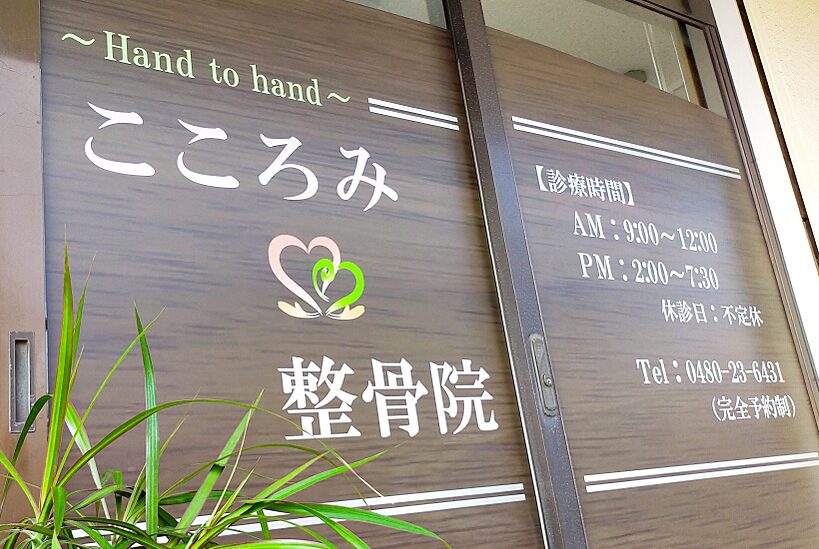 ～Hand to hand～
こころみ
整骨院
【診療時間】
AM：9:00～12:00
PM：2:00～7:30
休診日：不定休
Tel：0480-23-6431
(完全予約制)